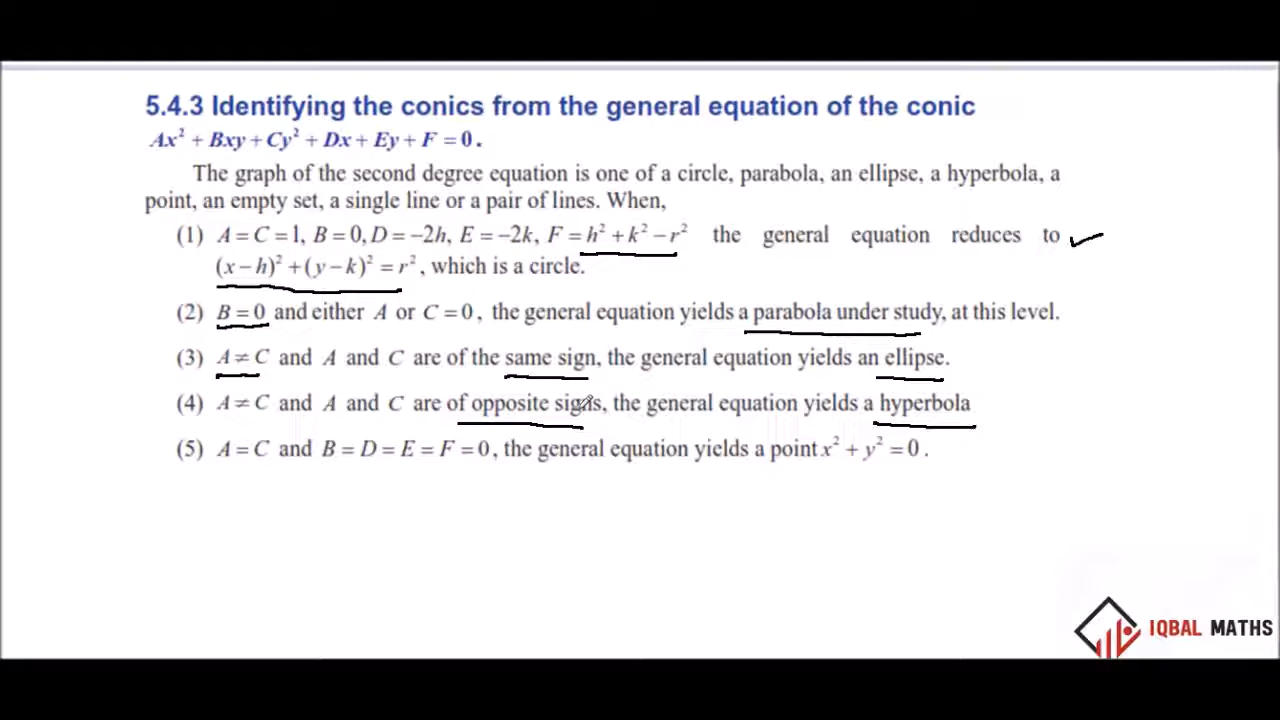 5.4.3 Identifying the conics from the general equation of the conic
Ax² + Bxy + Cy² + Dx + Ey + F = 0.
The graph of the second degree equation is one of a circle, parabola, an ellipse, a hyperbola, a
point, an empty set, a single line or a pair of lines. When,
(1) A = C = 1, B = 0, D = −2h, E = −2k, F = h² + k² − r² the general equation reduces to
(x − h)² + (y − k)² = r², which is a circle.
(2) B = 0 and either A or C = 0, the general equation yields a parabola under study, at this level.
(3) A ≠ C and A and C are of the same sign, the general equation yields an ellipse.
(4) A ≠ C and A and C are of opposite signs, the general equation yields a hyperbola
(5) A = C and B = D = E = F = 0, the general equation yields a point x² + y² = 0.
IQBAL MATHS